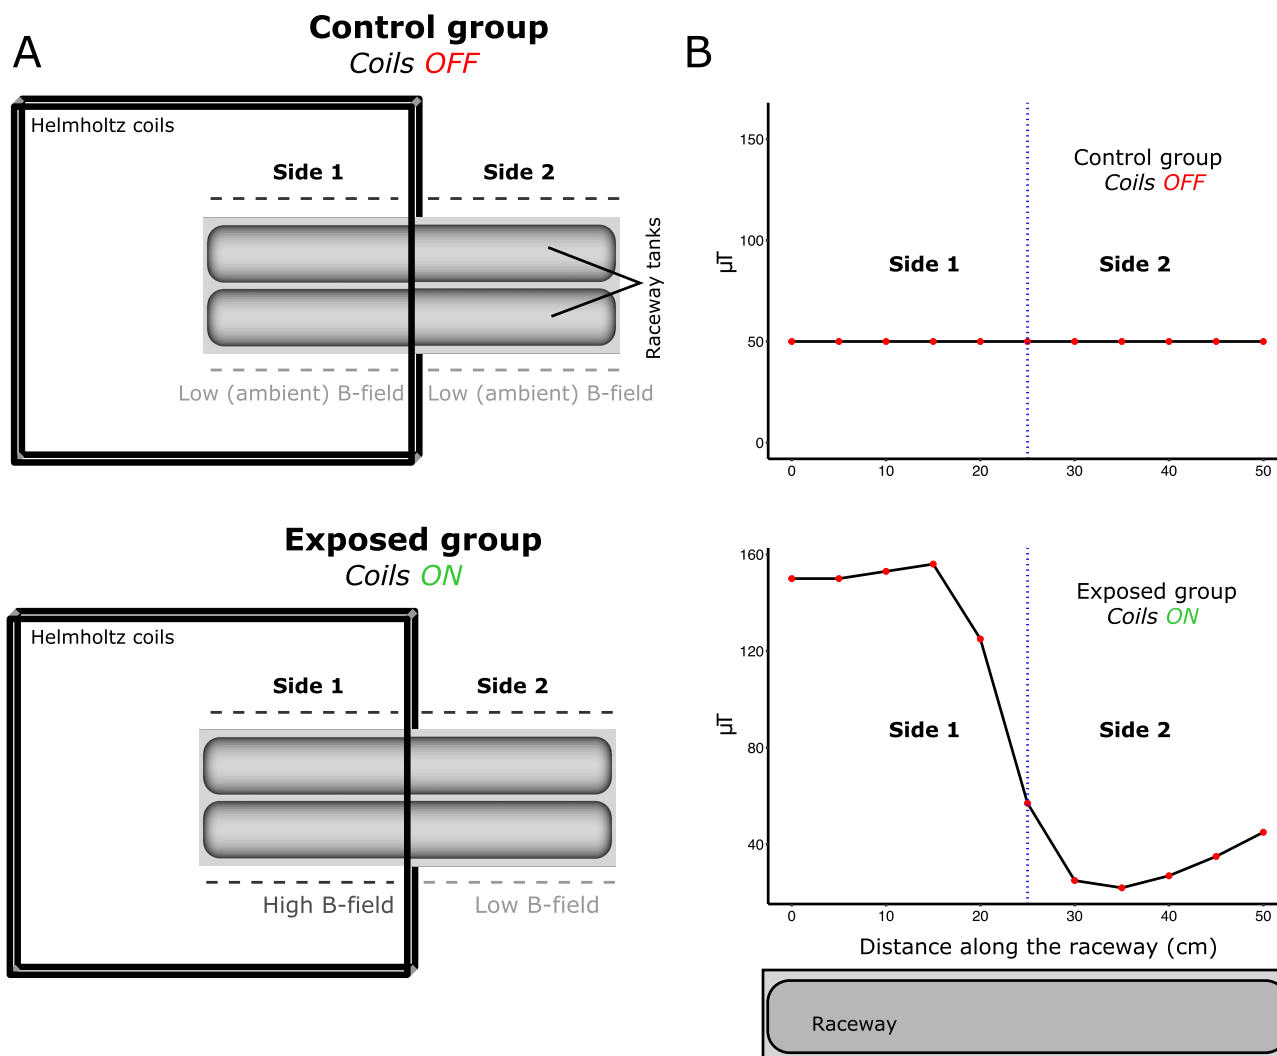 A
Control group
Coils OFF
Helmholtz coils
Side 1
Side 2
Raceway tanks
Low (ambient) B-field
Low (ambient) B-field
Exposed group
Coils ON
Helmholtz coils
Side 1
Side 2
High B-field
Low B-field
B
150
100
50
0
µT
Control group
Coils OFF
Side 1
Side 2
0
10
20
30
40
50
160
120
80
40
µT
Exposed group
Coils ON
Side 1
Side 2
0
10
20
30
40
50
Distance along the raceway (cm)
Raceway